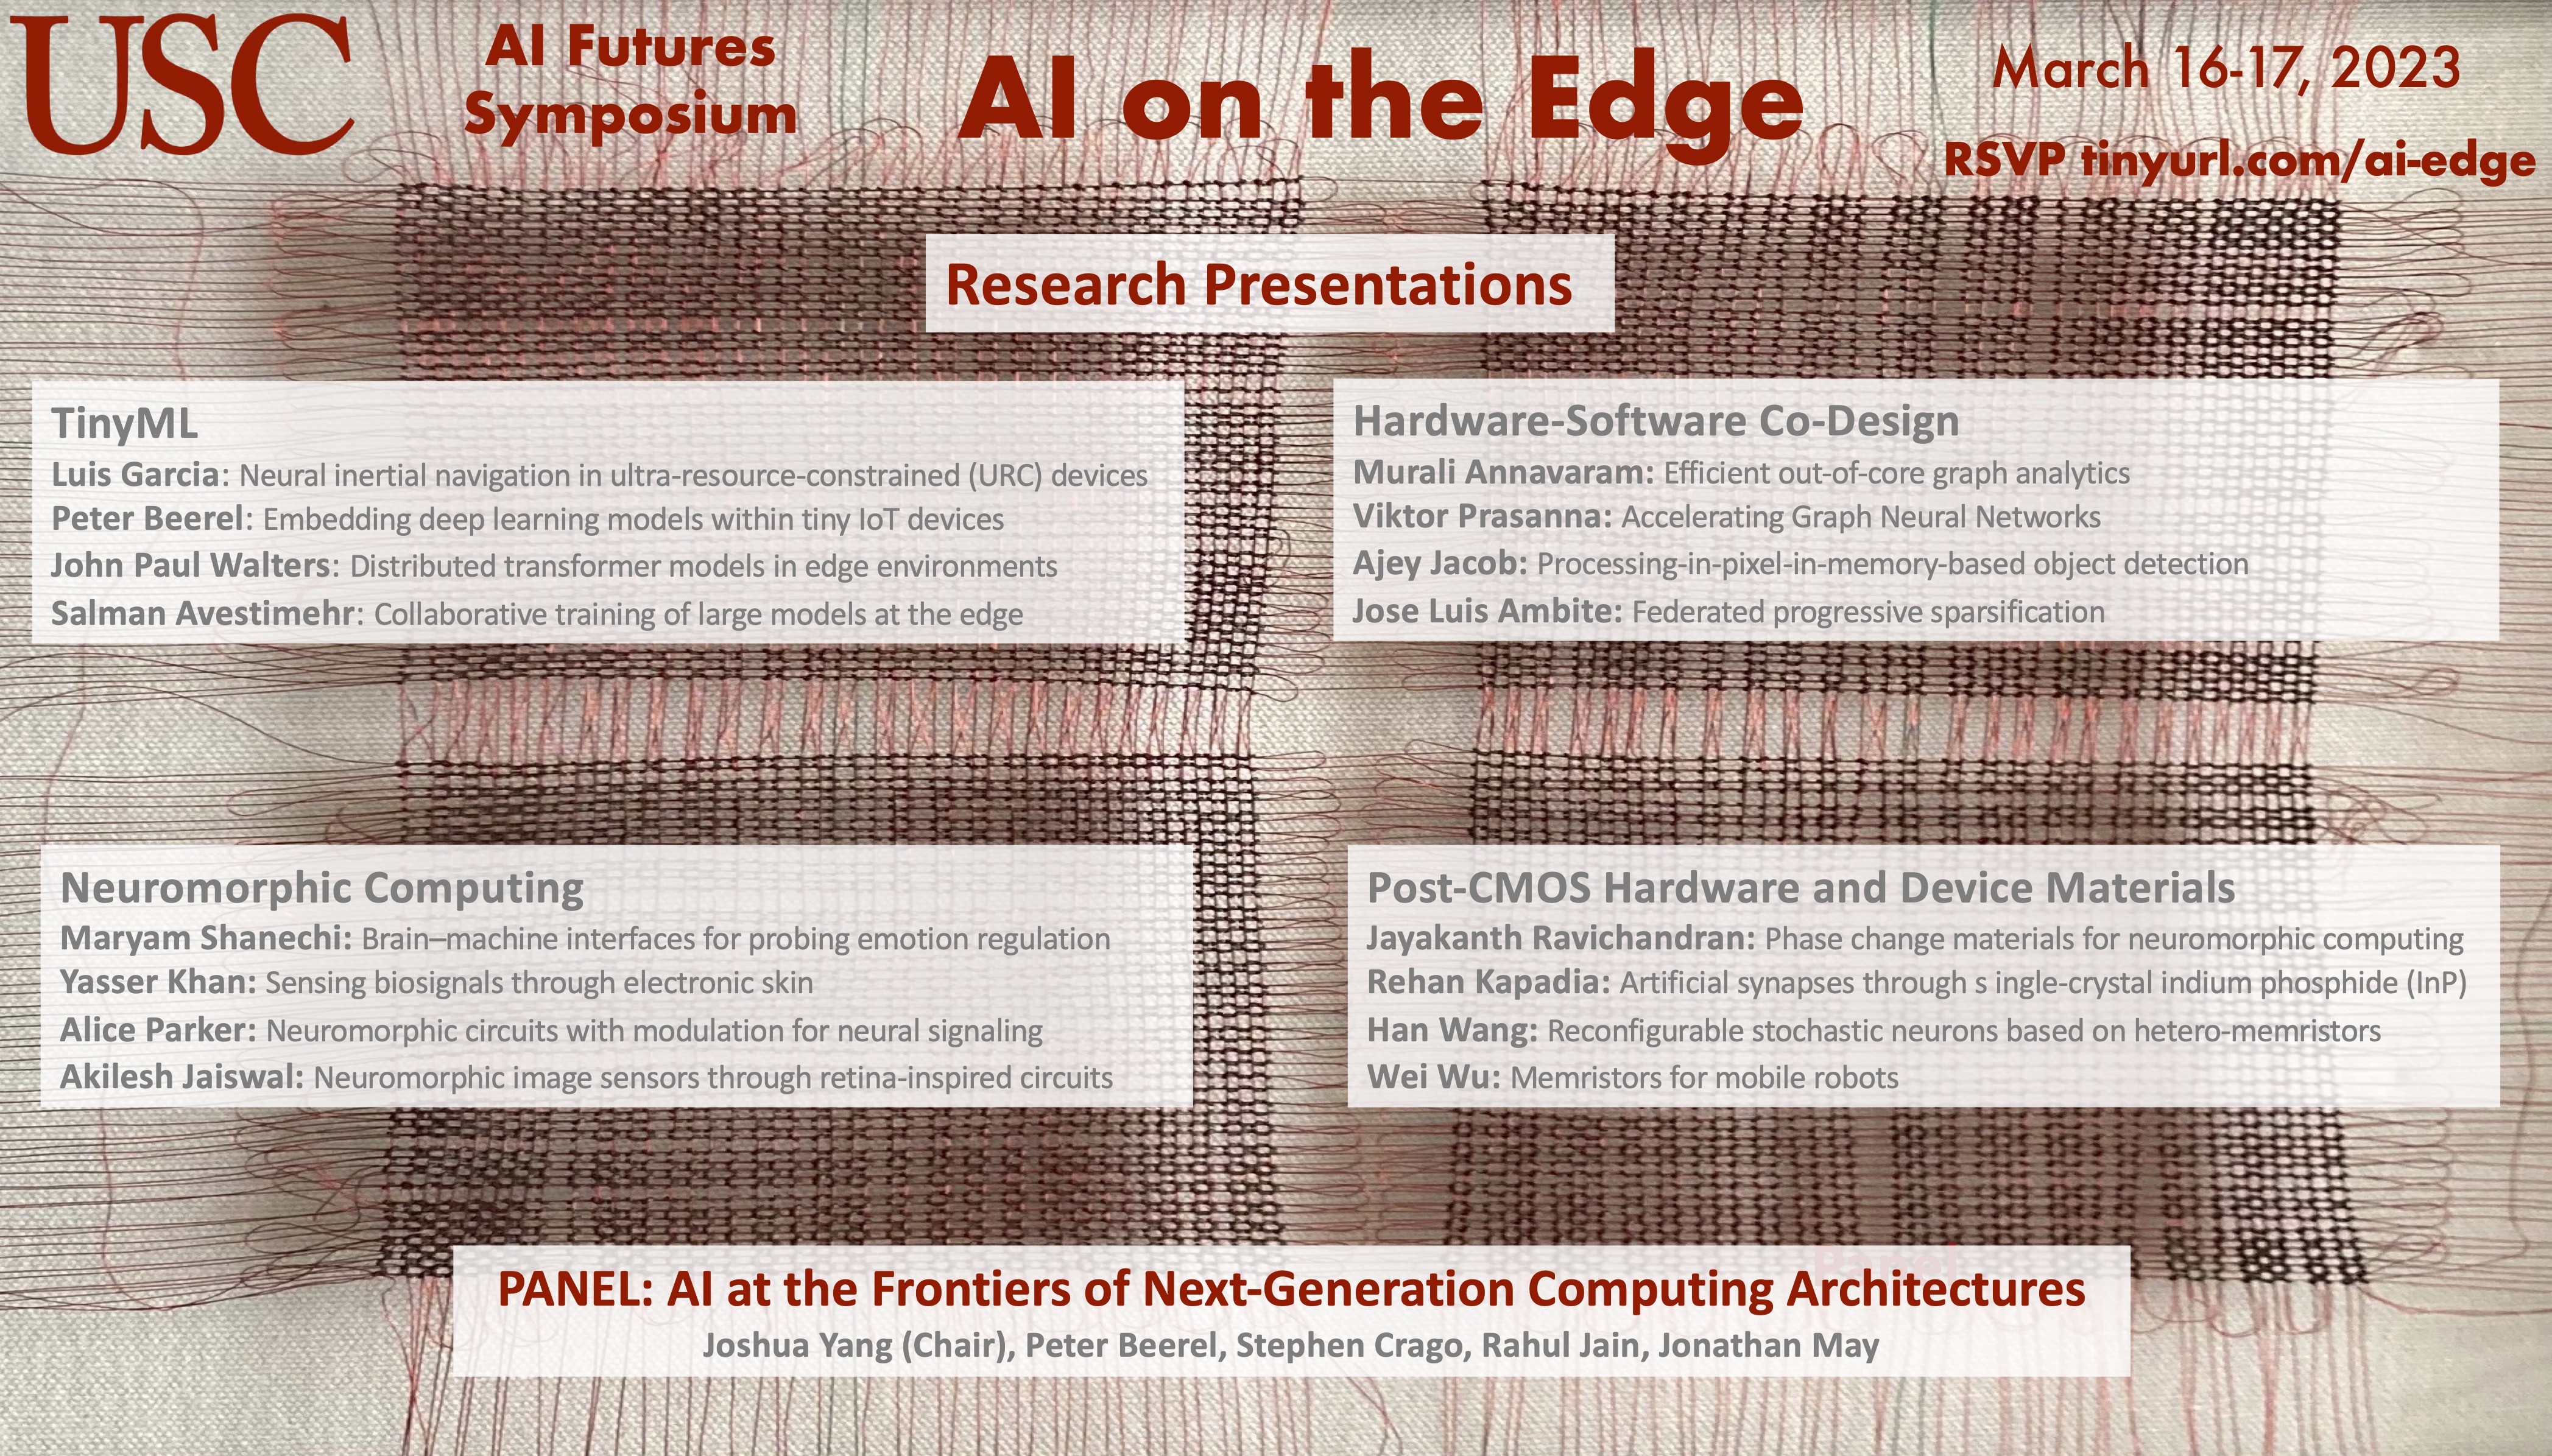 USC
AI Futures
Symposium
AI on the Edge
March 16-17, 2023
RSVP tinyurl.com/ai-edge
Research Presentations
TinyML
Luis Garcia: Neural inertial navigation in ultra-resource-constrained (URC) devices
Peter Beerel: Embedding deep learning models within tiny IoT devices
John Paul Walters: Distributed transformer models in edge environments
Salman Avestimehr: Collaborative training of large models at the edge
Hardware-Software Co-Design
Murali Annavaram: Efficient out-of-core graph analytics
Viktor Prasanna: Accelerating Graph Neural Networks
Ajey Jacob: Processing-in-pixel-in-memory-based object detection
Jose Luis Ambite: Federated progressive sparsification
Neuromorphic Computing
Maryam Shanechi: Brain–machine interfaces for probing emotion regulation
Yasser Khan: Sensing biosignals through electronic skin
Alice Parker: Neuromorphic circuits with modulation for neural signaling
Akilesh Jaiswal: Neuromorphic image sensors through retina-inspired circuits
Post-CMOS Hardware and Device Materials
Jayakanth Ravichandran: Phase change materials for neuromorphic computing
Rehan Kapadia: Artificial synapses through s ingle-crystal indium phosphide (InP)
Han Wang: Reconfigurable stochastic neurons based on hetero-memristors
Wei Wu: Memristors for mobile robots
Panel
PANEL: AI at the Frontiers of Next-Generation Computing Architectures
Joshua Yang (Chair), Peter Beerel, Stephen Crago, Rahul Jain, Jonathan May